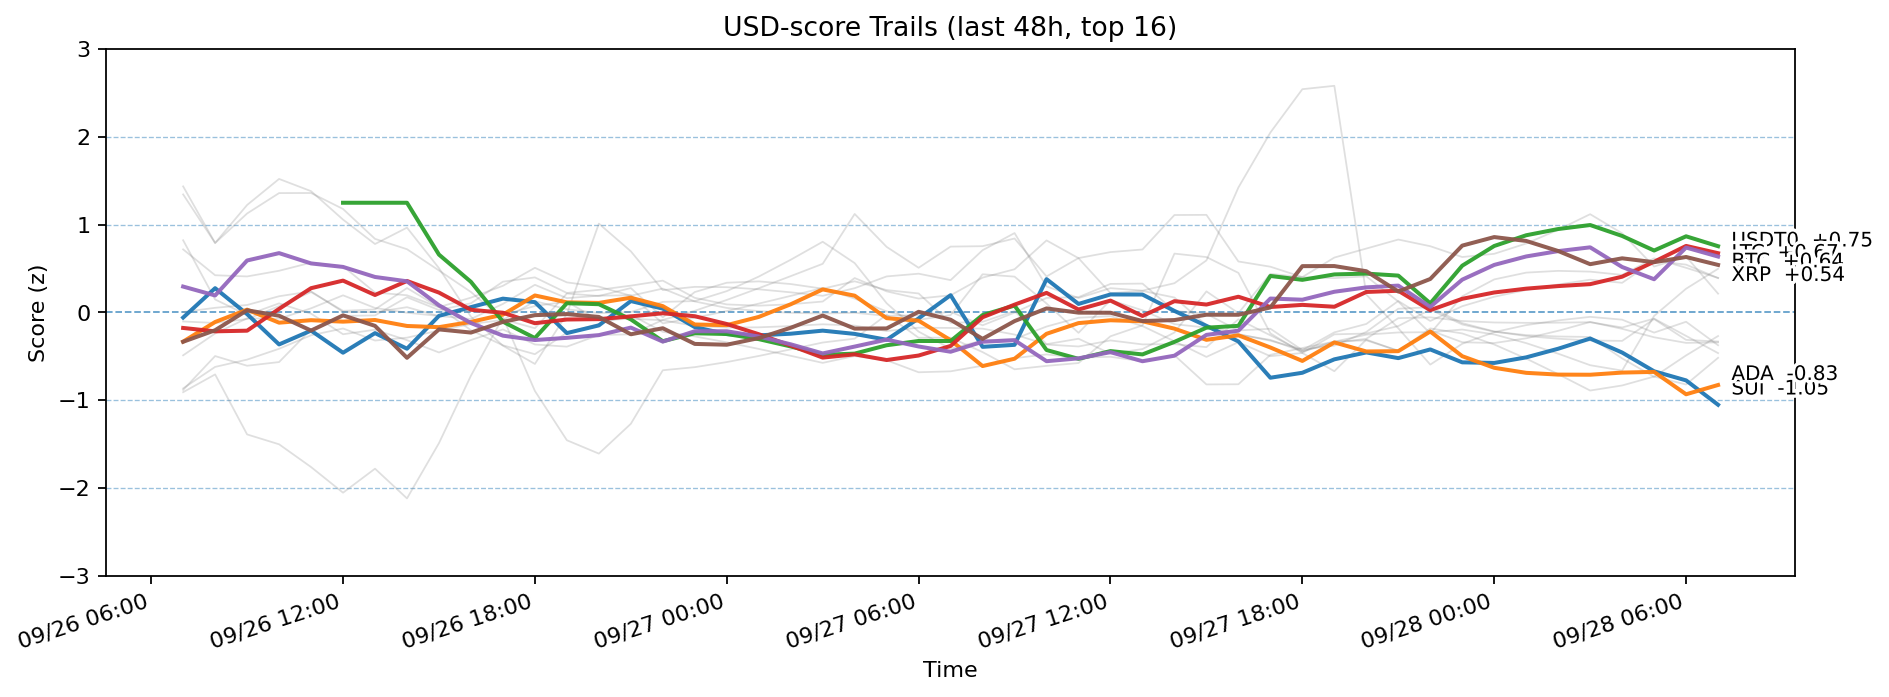 USD-score Trails (last 48h, top 16)
Score (z)
3
2
1
0
−1
−2
−3
USDT0 +0.75
LTC +0.67
BTC +0.64
XRP +0.54
ADA -0.83
SUI -1.05
09/26 06:00
09/26 12:00
09/26 18:00
09/27 00:00
09/27 06:00
09/27 12:00
09/27 18:00
09/28 00:00
09/28 06:00
Time